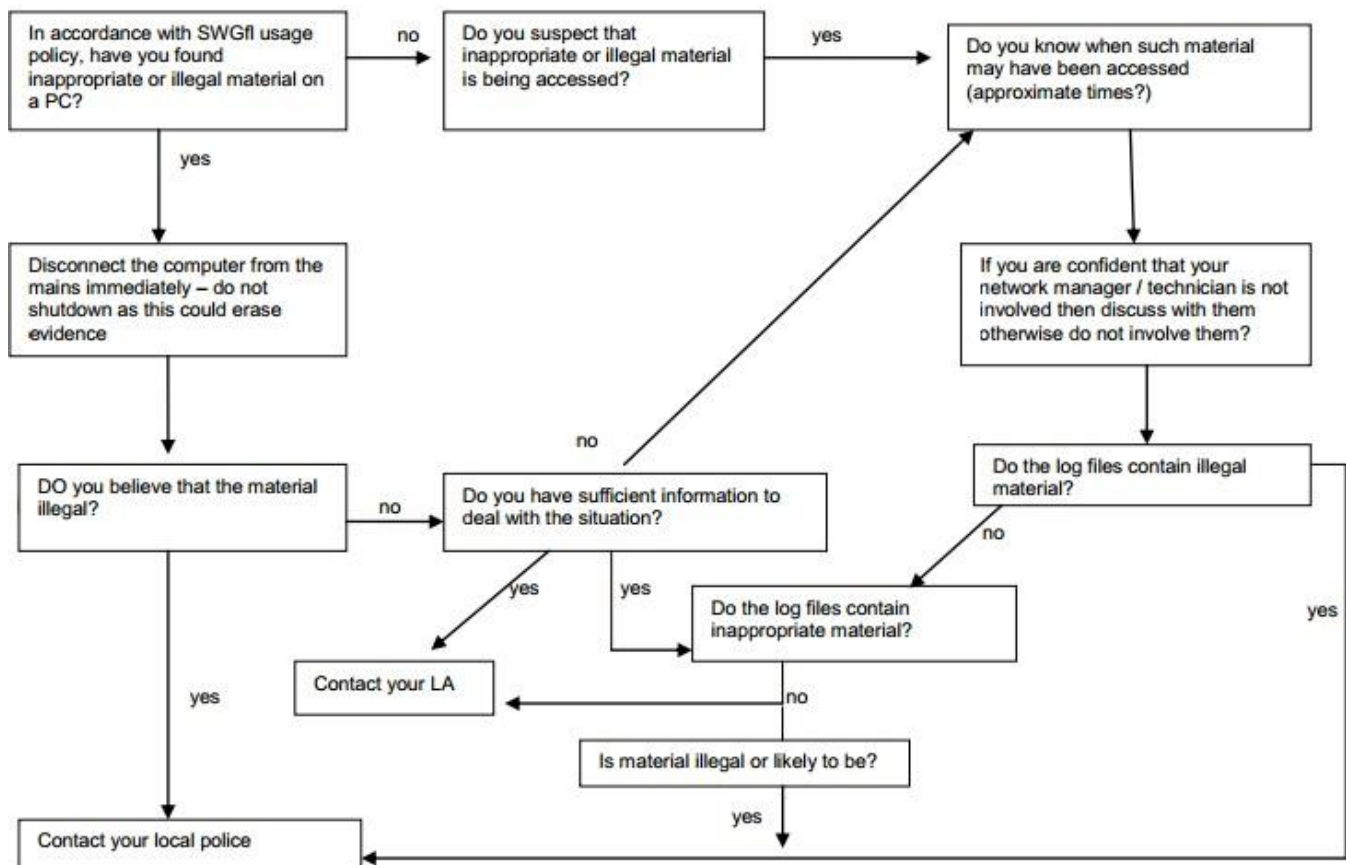 In accordance with SWGfl usage
policy, have you found
inappropriate or illegal material on
a PC?
no
Do you suspect that
inappropriate or illegal material
is being accessed?
yes
Do you know when such material
may have been accessed
(approximate times?)
yes
Disconnect the computer from the
mains immediately – do not
shutdown as this could erase
evidence
If you are confident that your
network manager / technician is not
involved then discuss with them
otherwise do not involve them?
no
DO you believe that the material
illegal?
no
Do you have sufficient information to
deal with the situation?
Do the log files contain illegal
material?
no
yes
yes
Do the log files contain
inappropriate material?
yes
Contact your LA
yes
no
Is material illegal or likely to be?
yes
Contact your local police